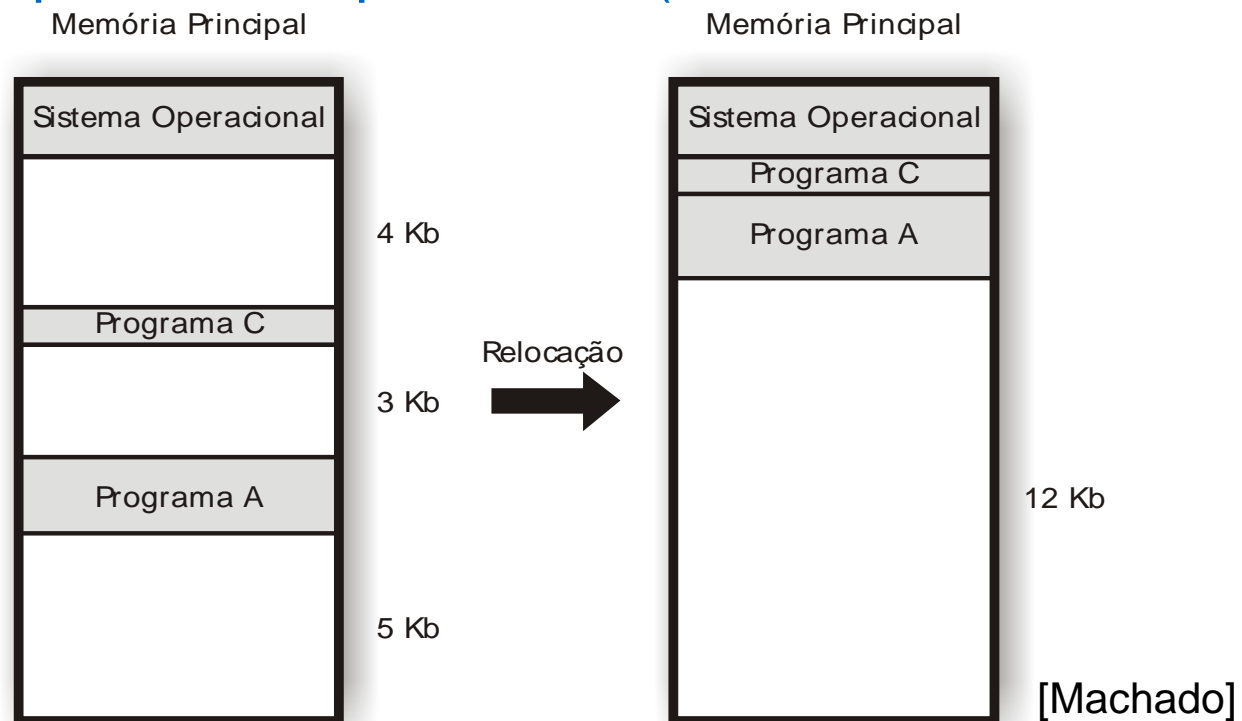 Memória Principal
Sistema Operacional
4 Kb
Programa C
3 Kb
Programa A
5 Kb
Relocação
Memória Principal
Sistema Operacional
Programa C
Programa A
12 Kb
[Machado]